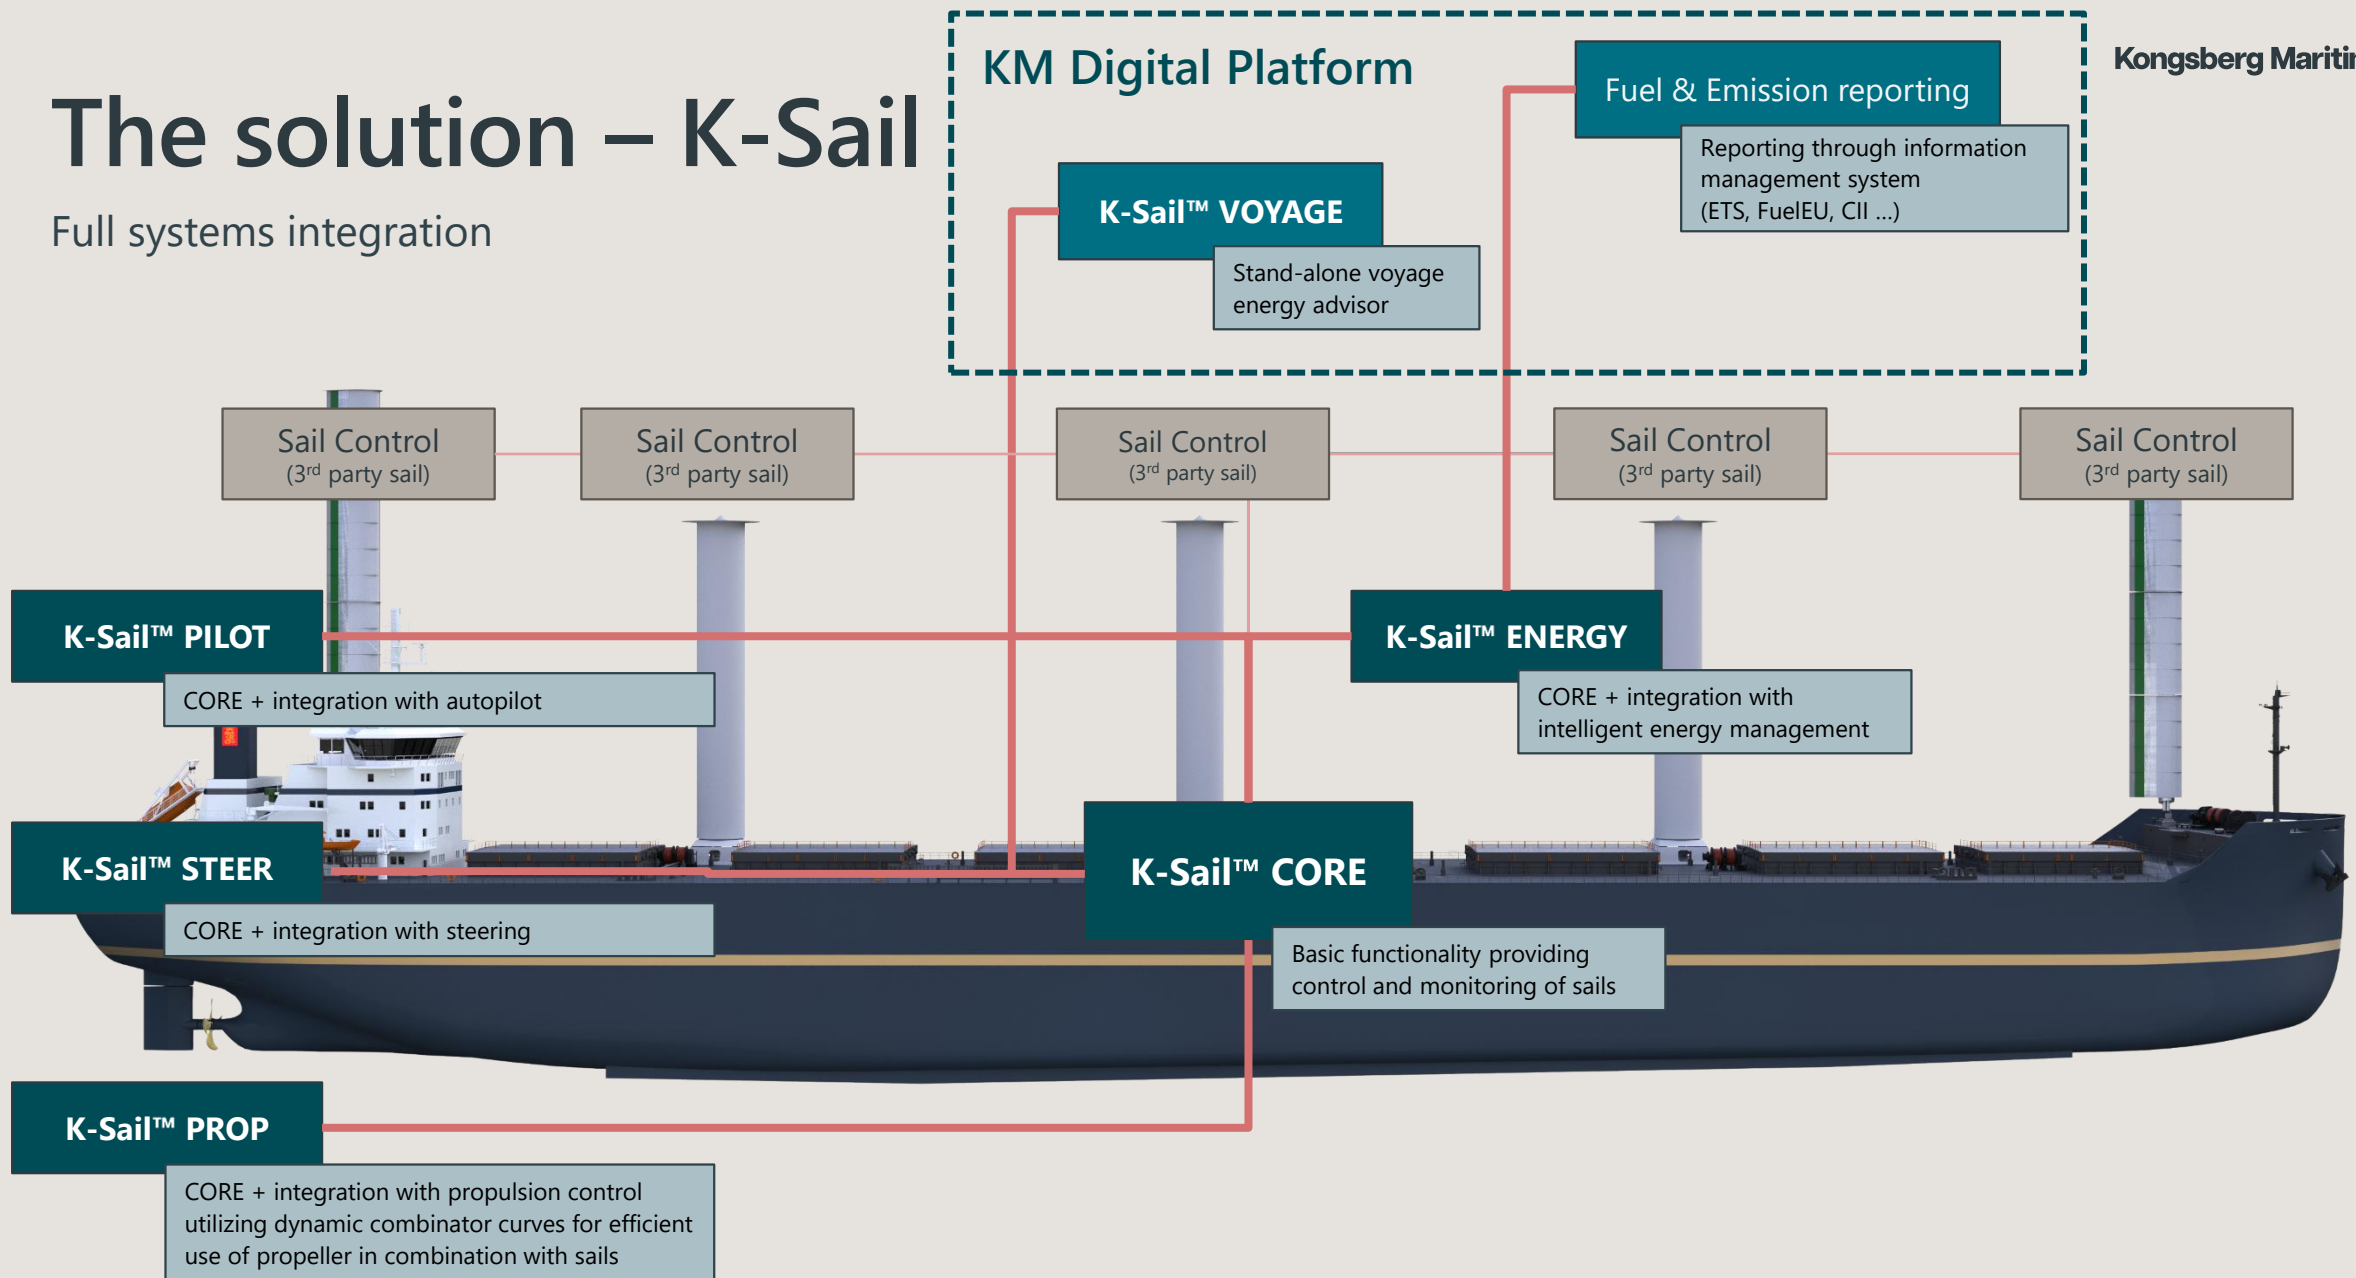 The solution – K-Sail
Full systems integration
KM Digital Platform
Fuel & Emission reporting
Reporting through information
management system
(ETS, FuelEU, CII ...)
K-Sail™ VOYAGE
Stand-alone voyage
energy advisor
Kongsberg Maritim
Sail Control
(3rd party sail)
Sail Control
(3rd party sail)
Sail Control
(3rd party sail)
Sail Control
(3rd party sail)
Sail Control
(3rd party sail)
K-Sail™ PILOT
CORE + integration with autopilot
K-Sail™ ENERGY
CORE + integration with
intelligent energy management
K-Sail™ STEER
CORE + integration with steering
K-Sail™ CORE
Basic functionality providing
control and monitoring of sails
K-Sail™ PROP
CORE + integration with propulsion control
utilizing dynamic combinator curves for efficient
use of propeller in combination with sails